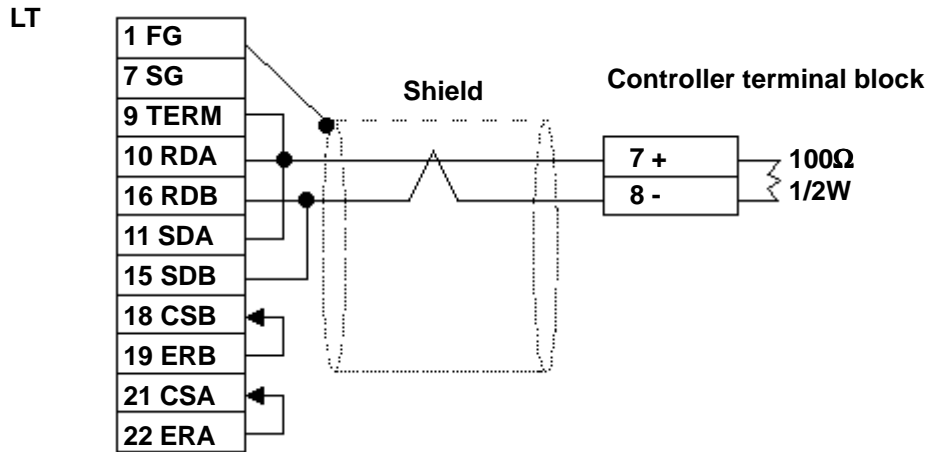 LT
1 FG
7 SG
9 TERM
10 RDA
16 RDB
11 SDA
15 SDB
18 CSB
19 ERB
21 CSA
22 ERA
Shield
Controller terminal block
7 +
8 -
100Ω
1/2W